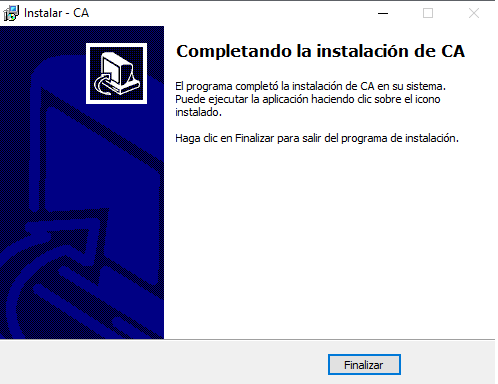 Instalar - CA
Completando la instalación de CA
El programa completó la instalación de CA en su sistema.
Puede ejecutar la aplicación haciendo clic sobre el icono
instalado.
Haga clic en Finalizar para salir del programa de instalación.
Finalizar